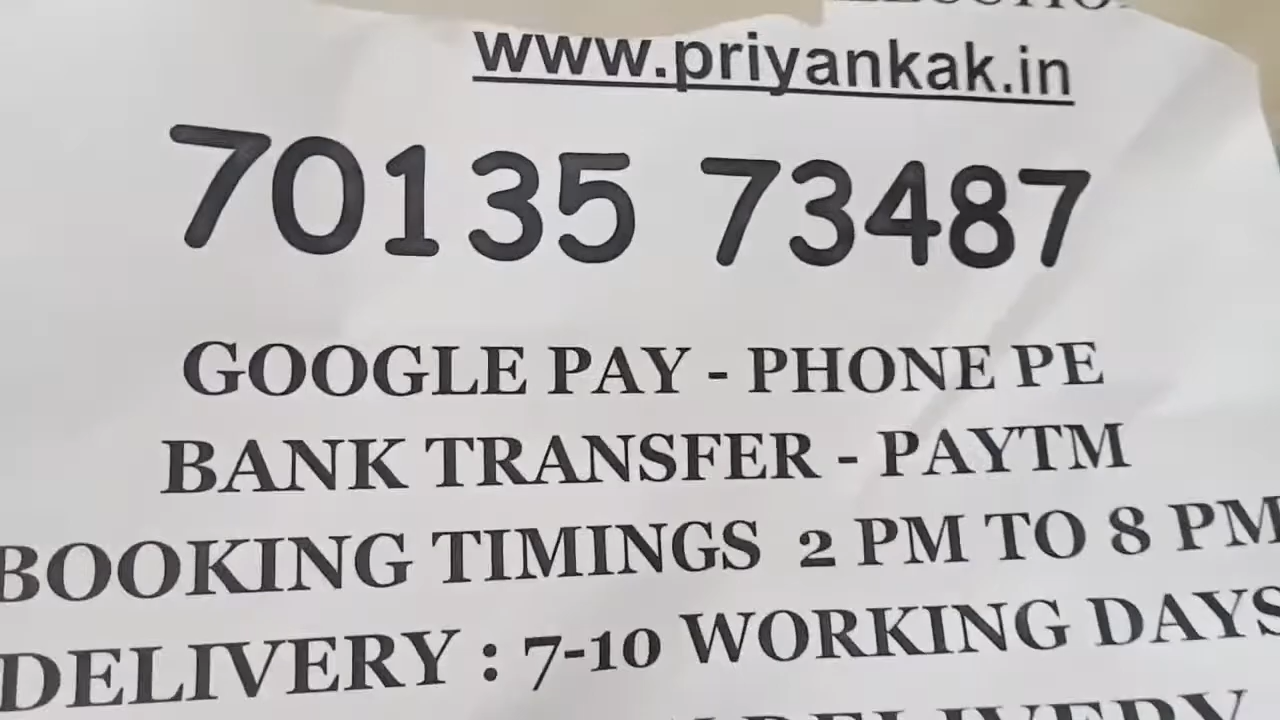 www.priyankak.in
70135 73487
GOOGLE PAY - PHONE PE
BANK TRANSFER - PAYTM
BOOKING TIMINGS 2 PM TO 8 PM
DELIVERY : 7-10 WORKING DAYS
DELIVERY